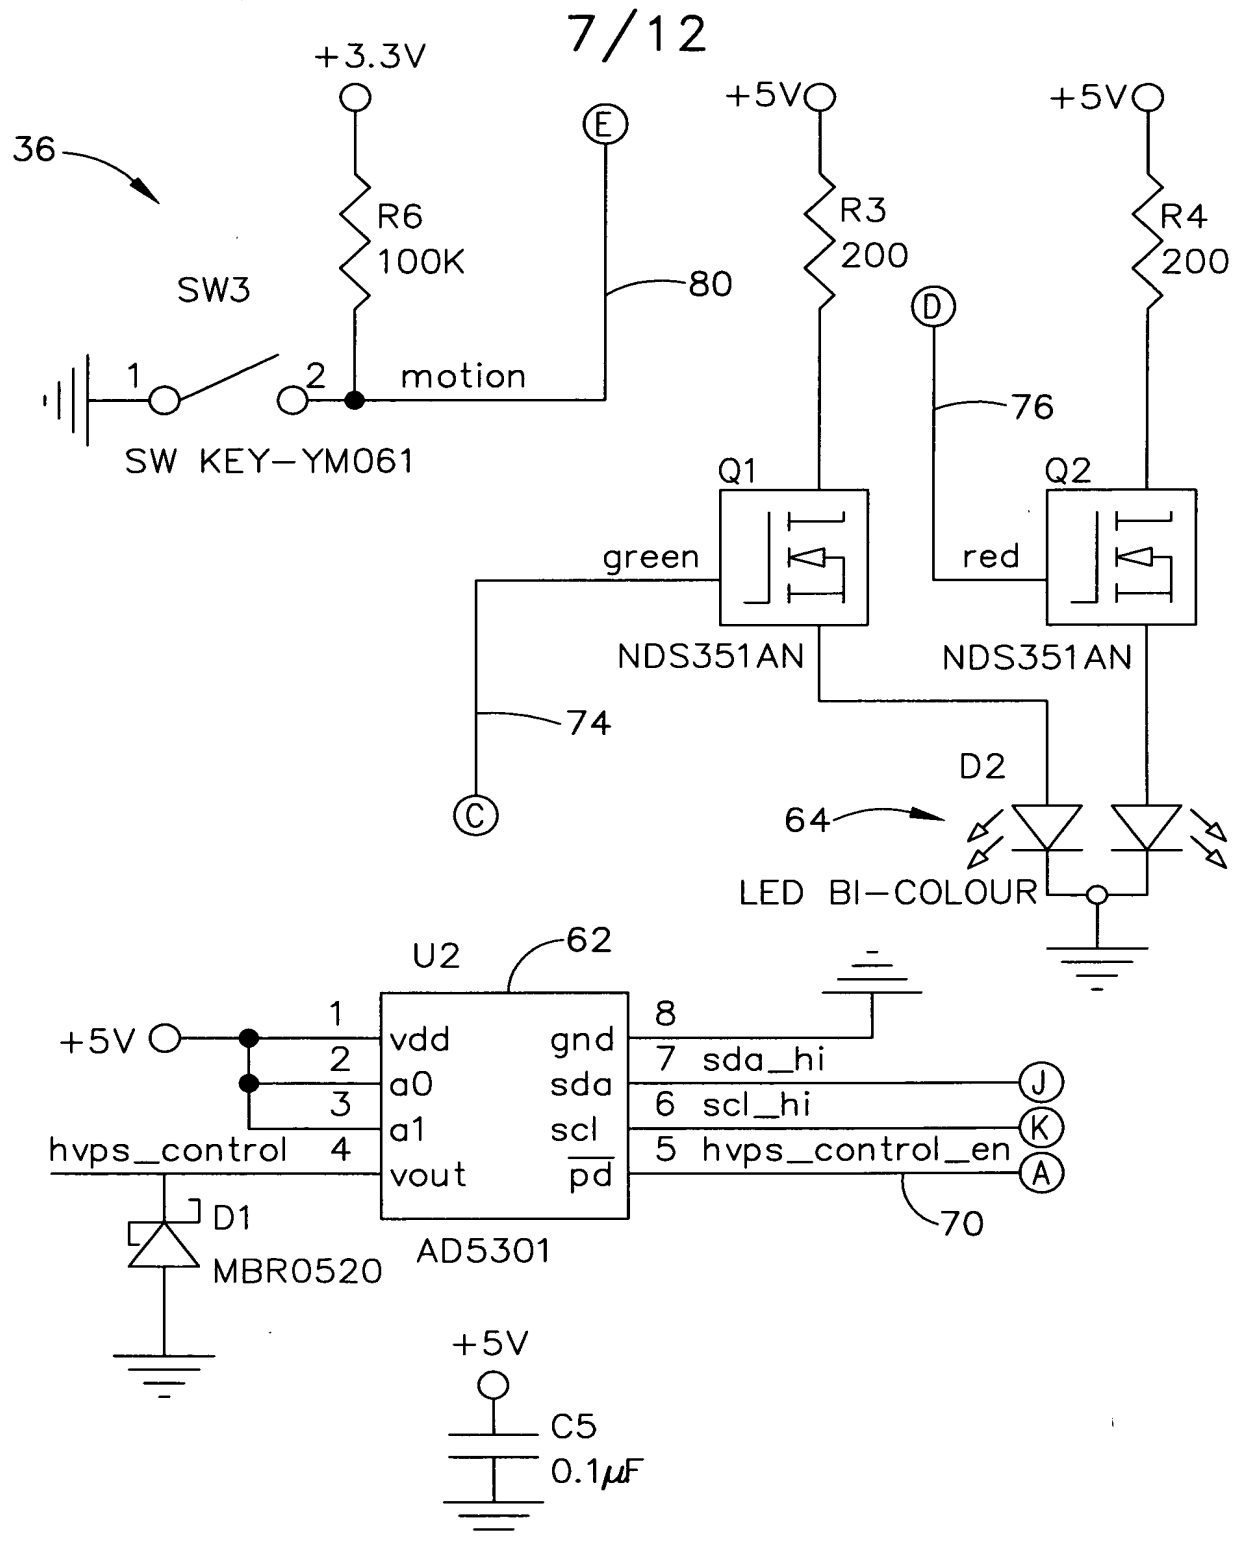 7/12
+3.3V
+5V
+5V
E
36
R6
100K
R3
200
R4
200
SW3
80
D
1
2
motion
76
SW KEY-YM061
Q1
Q2
green
red
NDS351AN
NDS351AN
74
D2
C
64
LED BI-COLOUR
U2
62
+5V
1
vdd
gnd
8
2
a0
sda
7
sda_hi
J
3
a1
scl
6
scl_hi
K
hvps_control
4
vout
pd
5
hvps_control_en
A
D1
70
MBR0520
AD5301
+5V
C5
0.1µF